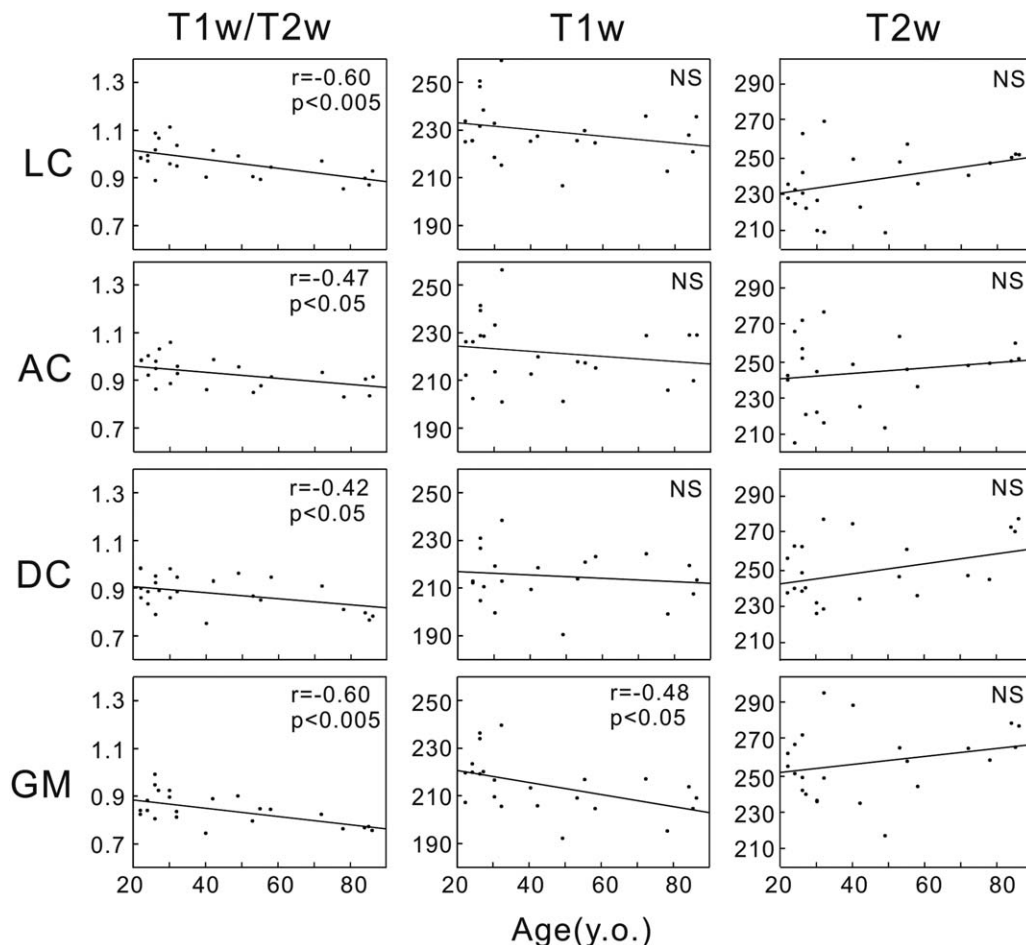 T1w/T2w T1w T2w
LC
1.3
1.1
0.9
0.7
r=-0.60
p<0.005
250
230
210
190
NS
290
270
250
230
210
NS
AC
1.3
1.1
0.9
0.7
r=-0.47
p<0.05
250
230
210
190
NS
290
270
250
230
210
NS
DC
1.3
1.1
0.9
0.7
r=-0.42
p<0.05
250
230
210
190
NS
290
270
250
230
210
NS
GM
1.3
1.1
0.9
0.7
r=-0.60
p<0.005
250
230
210
180
r=-0.48
p<0.05
290
270
250
230
210
NS
20 40 60 80 20 40 60 80 20 40 60 80
Age(y.o.)